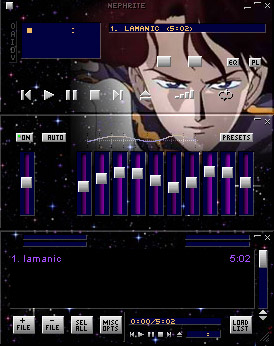 NEPHRITE
OAIDV
1. LAMANIC (5:02)
EQ PL
ON AUTO PRESETS
1. lamanic 5:02
+ FILE - FILE SEL ALL MISC OPTS 0:00/5:02 LOAD LIST